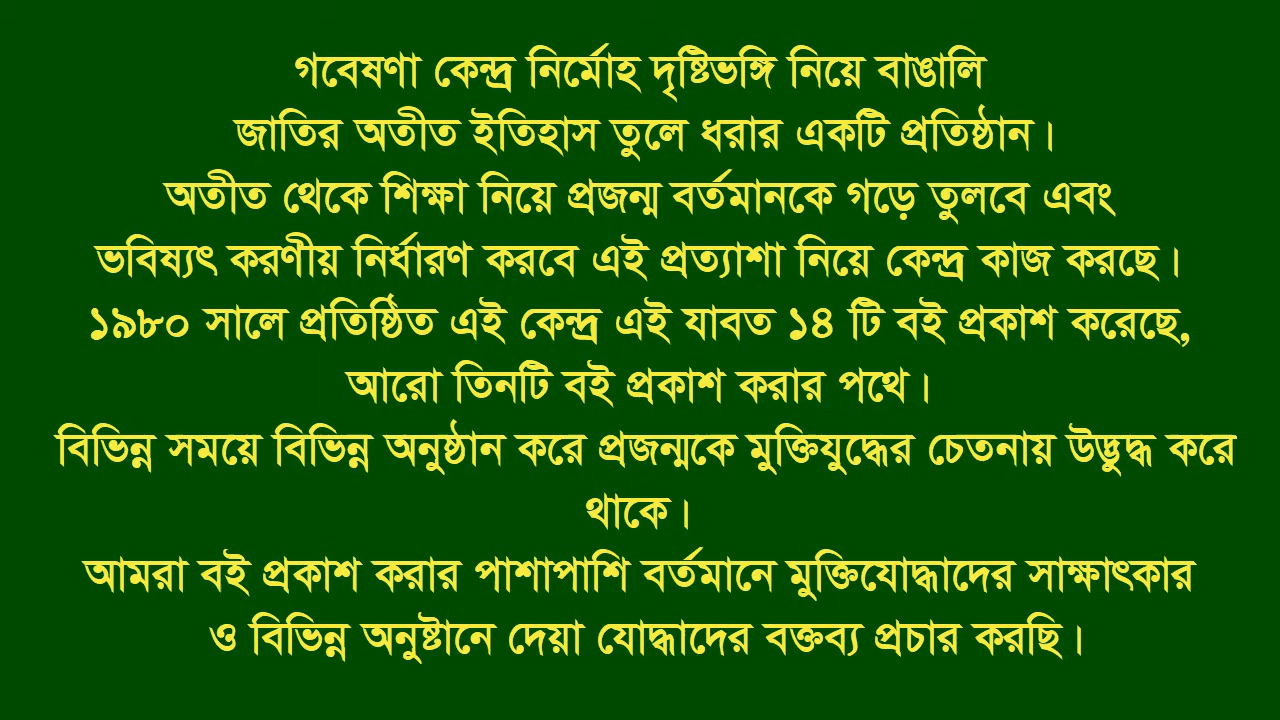 গবেষণা কেন্দ্র নির্মোহ দৃষ্টিভঙ্গি নিয়ে বাঙালি
জাতির অতীত ইতিহাস তুলে ধরার একটি প্রতিষ্ঠান।
অতীত থেকে শিক্ষা নিয়ে প্রজন্ম বর্তমানকে গড়ে তুলবে এবং
ভবিষ্যৎ করণীয় নির্ধারণ করবে এই প্রত্যাশা নিয়ে কেন্দ্র কাজ করছে।
১৯৮০ সালে প্রতিষ্ঠিত এই কেন্দ্র এই যাবত ১৪ টি বই প্রকাশ করেছে,
আরো তিনটি বই প্রকাশ করার পথে।
বিভিন্ন সময়ে বিভিন্ন অনুষ্ঠান করে প্রজন্মকে মুক্তিযুদ্ধের চেতনায় উদ্ভুদ্ধ করে
থাকে।
আমরা বই প্রকাশ করার পাশাপাশি বর্তমানে মুক্তিযোদ্ধাদের সাক্ষাৎকার
ও বিভিন্ন অনুষ্টানে দেয়া যোদ্ধাদের বক্তব্য প্রচার করছি।